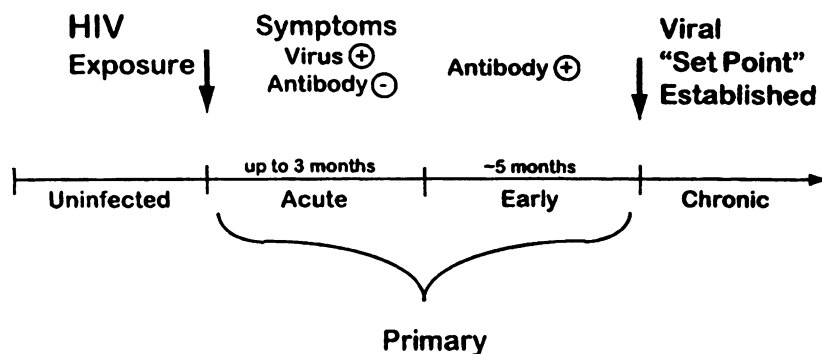 HIV
Exposure
Symptoms
Virus ⊕
Antibody ⊖
Antibody ⊕
Viral
“Set Point”
Established
up to 3 months
~5 months
Uninfected
Acute
Early
Chronic
Primary